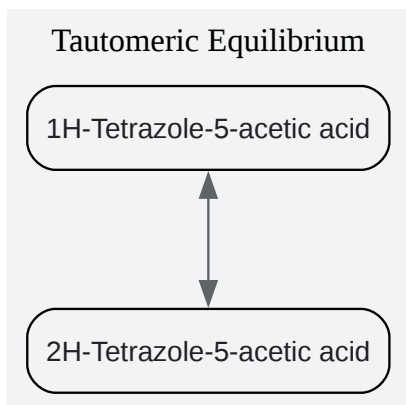 Tautomeric Equilibrium
1H-Tetrazole-5-acetic acid
2H-Tetrazole-5-acetic acid